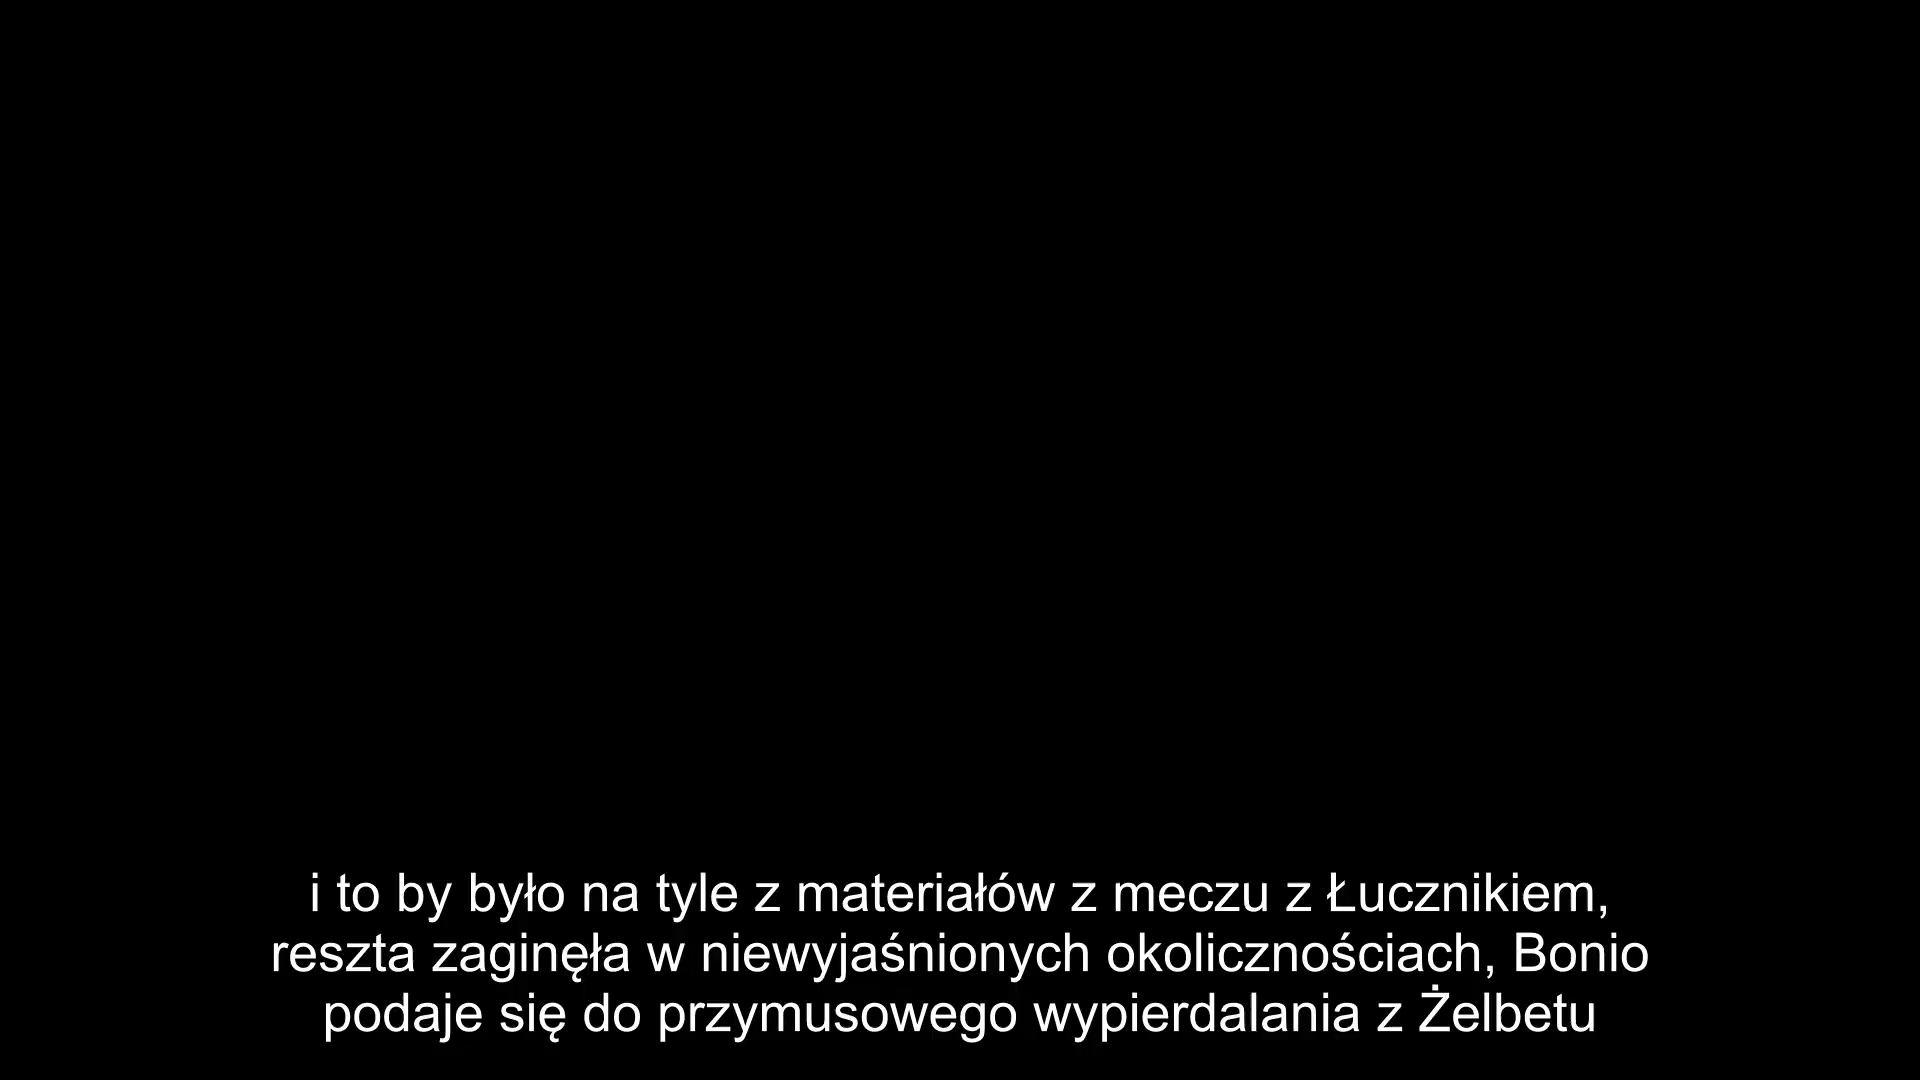 i to by było na tyle z materiałów z meczu z Łucznikiem,
reszta zaginęła w niewyjaśnionych okolicznościach, Bonio
podaje się do przymusowego wypierdalania z Żelbetu